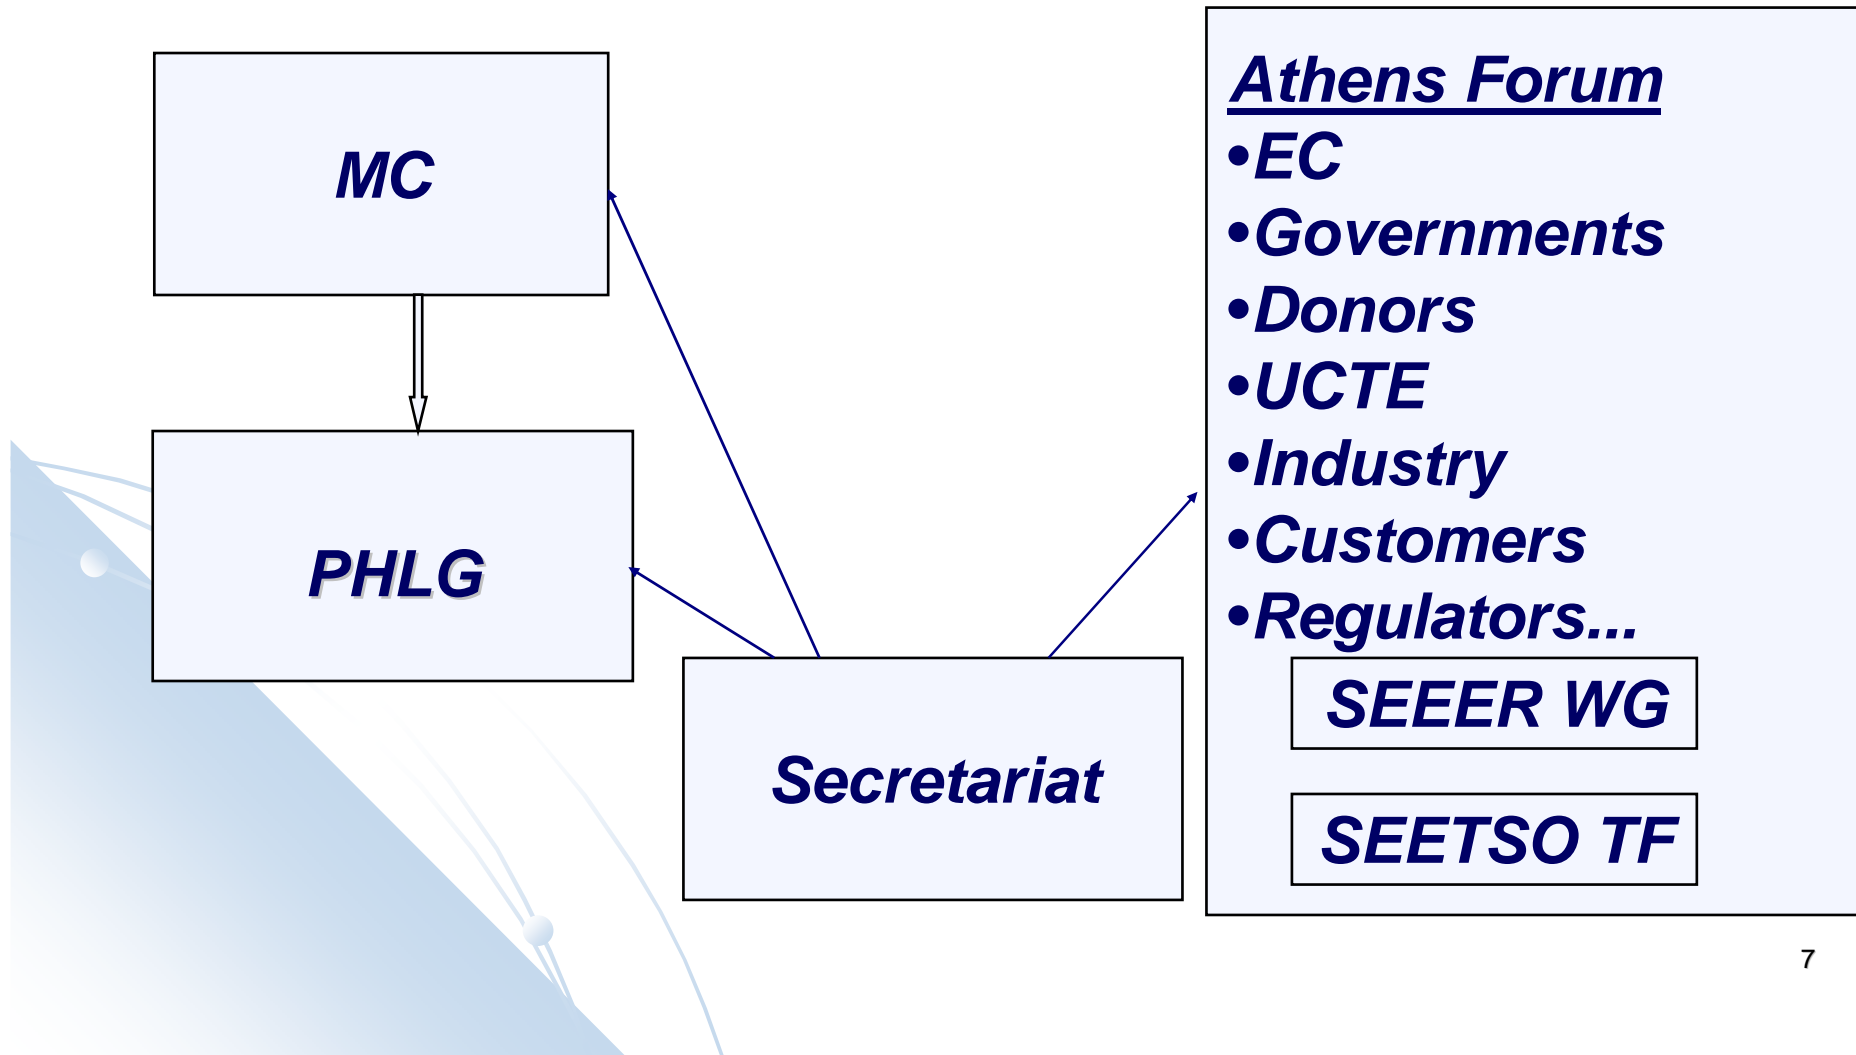 MC
PHLG
Secretariat
Athens Forum
•EC
•Governments
•Donors
•UCTE
•Industry
•Customers
•Regulators...
SEEER WG
SEETSO TF
7